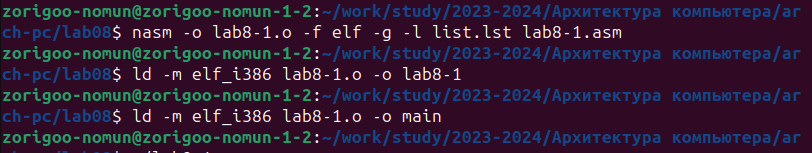 zorigoo-nomun@zorigoo-nomun-1-2:~/work/study/2023-2024/Архитектура компьютера/ar
ch-pc/lab08$ nasm -o lab8-1.o -f elf -g -l list.lst lab8-1.asm
zorigoo-nomun@zorigoo-nomun-1-2:~/work/study/2023-2024/Архитектура компьютера/ar
ch-pc/lab08$ ld -m elf_i386 lab8-1.o -o lab8-1
zorigoo-nomun@zorigoo-nomun-1-2:~/work/study/2023-2024/Архитектура компьютера/ar
ch-pc/lab08$ ld -m elf_i386 lab8-1.o -o main
zorigoo-nomun@zorigoo-nomun-1-2:~/work/study/2023-2024/Архитектура компьютера/ar